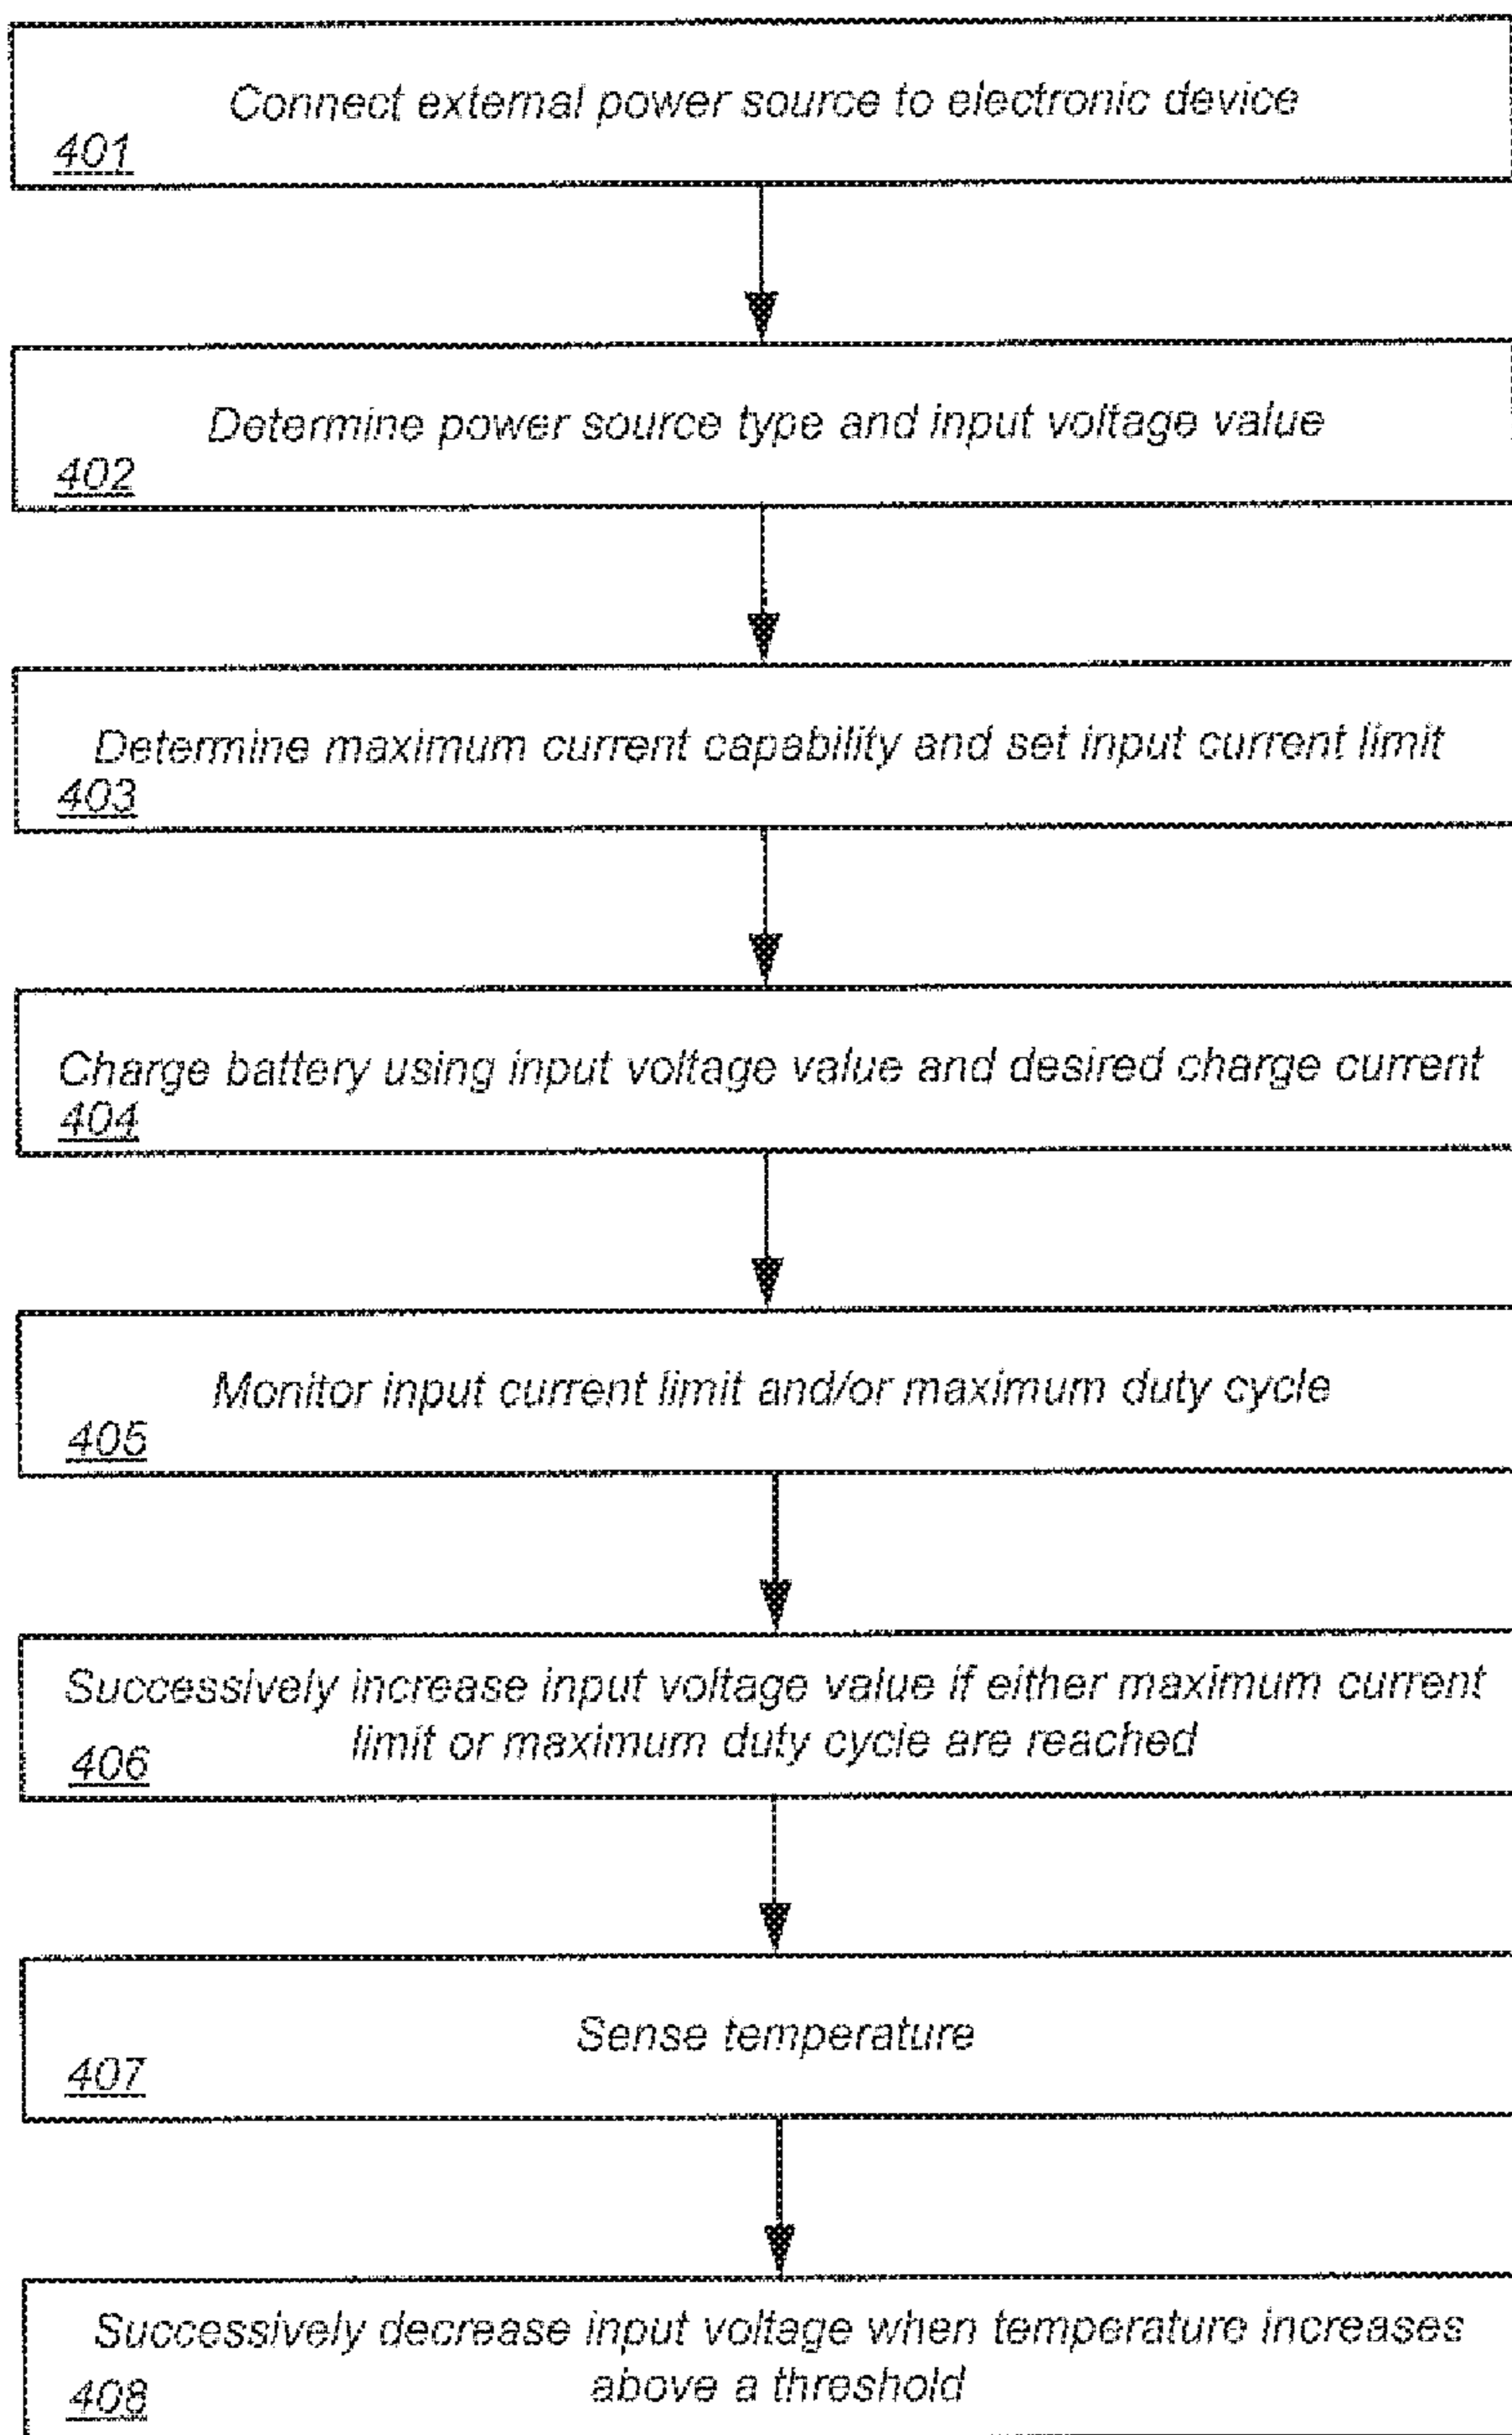 Connect external power source to electronic device
401
Determine power source type and input voltage value
402
Determine maximum current capability and set input current limit
403
Charge battery using input voltage value and desired charge current
404
Monitor input current limit and/or maximum duty cycle
405
Successively increase input voltage value if either maximum current
limit or maximum duty cycle are reached
406
Sense temperature
407
Successively decrease input voltage when temperature increases
above a threshold
408